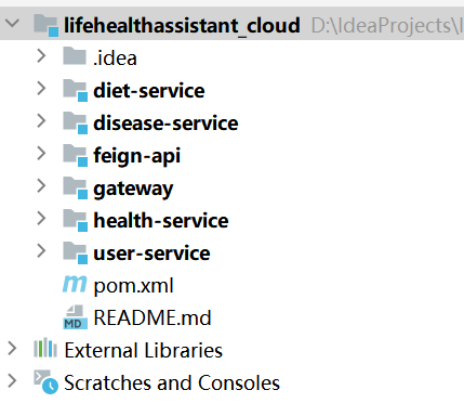 lifehealthassistant_cloud D:\IdeaProjects\
.idea
diet-service
disease-service
feign-api
gateway
health-service
user-service
m pom.xml
MD README.md
External Libraries
Scratches and Consoles